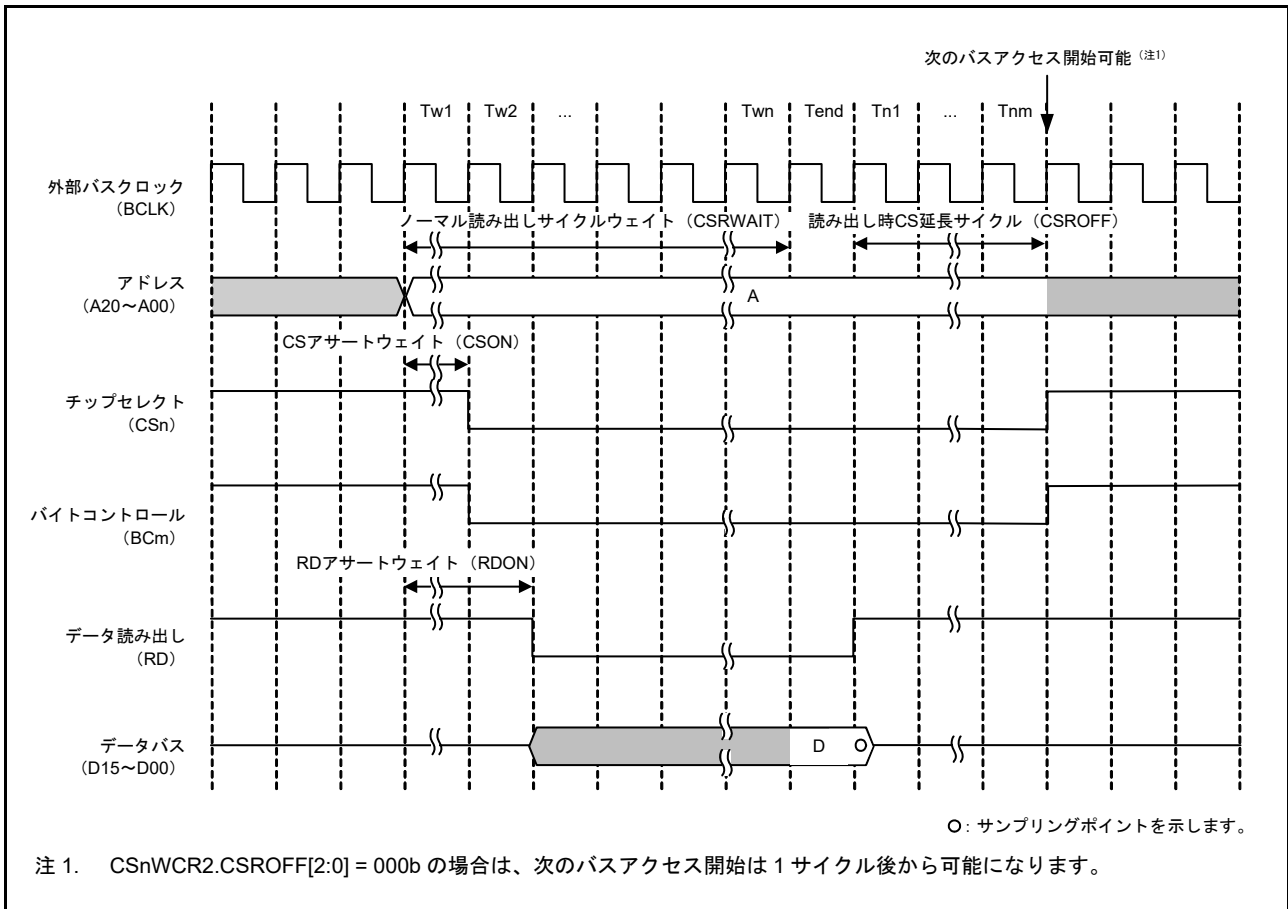 次のバスアクセス開始可能（注1）
Tw1 Tw2 ... Twn Tend Tn1 ... Tnm
外部バスクロック
（BCLK）
ノーマル読み出しサイクルウェイト（CSRWAIT）
読み出し時CS延長サイクル（CSROFF）
アドレス
（A20～A00）
A
CSアサートウェイト（CSON）
チップセレクト
（CSn）
バイトコントロール
（BCm）
RDアサートウェイト（RDON）
データ読み出し
（RD）
データバス
（D15～D00）
D
：サンプリングポイントを示します。
注 1. CSnWCR2.CSROFF[2:0] = 000b の場合は、次のバスアクセス開始は 1 サイクル後から可能になります。